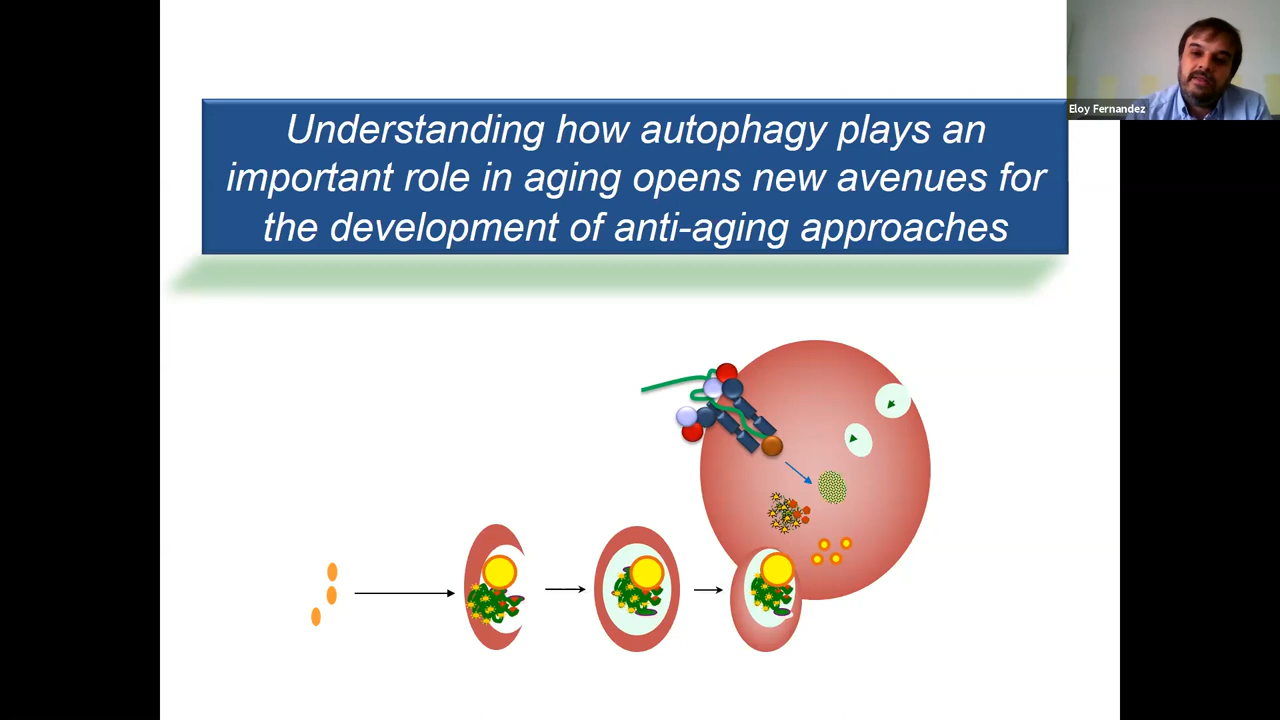 Eloy Fernandez
Understanding how autophagy plays an
important role in aging opens new avenues for
the development of anti-aging approaches